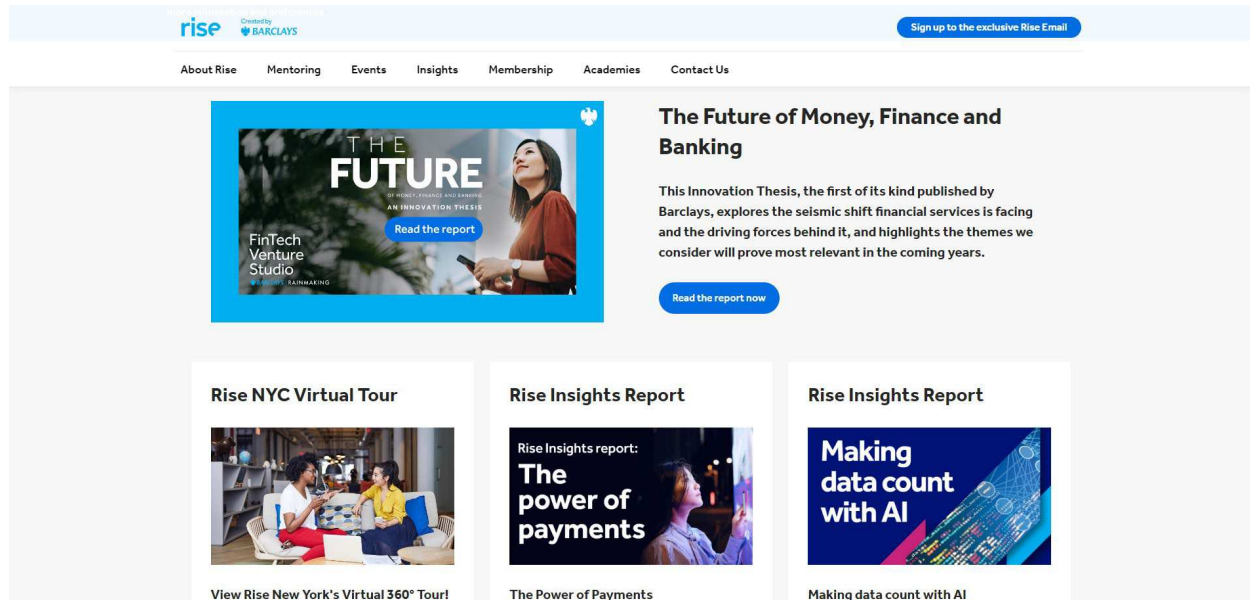 rise
Created by
BARCLAYS
Sign up to the exclusive Rise Email
About Rise Mentoring Events Insights Membership Academies Contact Us
THE
FUTURE
OF MONEY, FINANCE AND BANKING
AN INNOVATION THESIS
Read the report
FinTech
Venture
Studio
BARCLAYS RAINMAKING
The Future of Money, Finance and
Banking
This Innovation Thesis, the first of its kind published by
Barclays, explores the seismic shift financial services is facing
and the driving forces behind it, and highlights the themes we
consider will prove most relevant in the coming years.
Read the report now
Rise NYC Virtual Tour
View Rise New York's Virtual 360° Tour!
Rise Insights Report
Rise Insights report:
The
power of
payments
The Power of Payments
Rise Insights Report
Making
data count
with AI
Making data count with AI